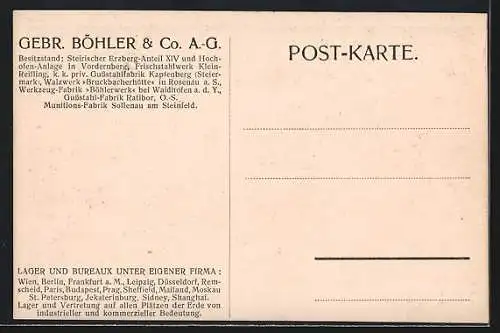 GEBR. BÖHLER & Co. A.-G.
Besitzstand: Steirischer Erzberg-Anteil XIV und Hoch-
ofen-Anlage in Vordernberg, Frischstahlwerk Klein-
Reifling, k. k. priv. Gußstahlfabrik Kapfenberg (Steier-
mark), Walzwerk »Bruckbacherhütte« in Rosenau a. S.,
Werkzeug-Fabrik »Böhlerwerk« bei Waidhofen a. d. Y.,
Gußstahl-Fabrik Ratibor, O.-S.
Munitions-Fabrik Sollenau am Steinfeld.
POST-KARTE.
LAGER UND BUREAUX UNTER EIGENER FIRMA:
Wien, Berlin, Frankfurt a. M., Leipzig, Düsseldorf, Rem-
scheid, Paris, Budapest, Prag, Sheffield, Mailand, Moskau
St. Petersburg, Jekaterinburg, Sidney, Shanghai.
Lager und Vertretung auf allen Plätzen der Erde von
industrieller und kommerzieller Bedeutung.